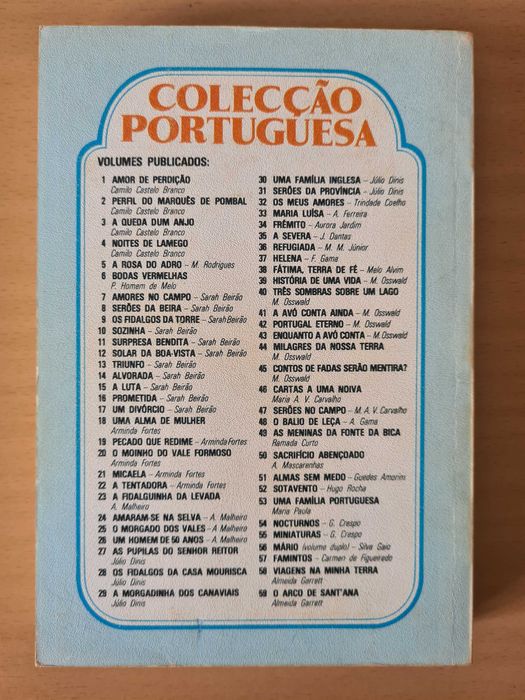 COLECÇÃO
PORTUGUESA
VOLUMES PUBLICADOS:
1 AMOR DE PERDIÇÃO
Camilo Castelo Branco
2 PERFIL DO MARQUÊS DE POMBAL
Camilo Castelo Branco
3 A QUEDA DUM ANJO
Camilo Castelo Branco
4 NOITES DE LAMEGO
Camilo Castelo Branco
5 A ROSA DO ADRO – M. Rodrigues
6 BODAS VERMELHAS
P. Homem de Melo
7 AMORES NO CAMPO – Sarah Beirão
8 SERÕES DA BEIRA – Sarah Beirão
9 OS FIDALGOS DA TORRE – Sarah Beirão
10 SOZINHA – Sarah Beirão
11 SURPRESA BENDITA – Sarah Beirão
12 SOLAR DA BOA-VISTA – Sarah Beirão
13 TRIUNFO – Sarah Beirão
14 ALVORADA – Sarah Beirão
15 A LUTA – Sarah Beirão
16 PROMETIDA – Sarah Beirão
17 UM DIVÓRCIO – Sarah Beirão
18 UMA ALMA DE MULHER
Arminda Fortes
19 PECADO QUE REDIME – Arminda Fortes
20 O MOINHO DO VALE FORMOSO
Arminda Fortes
21 MICAELA – Arminda Fortes
22 A TENTADORA – Arminda Fortes
23 A FIDALGUINHA DA LEVADA
A. Malheiro
24 AMARAM-SE NA SELVA – A. Malheiro
25 O MORGADO DOS VALES – A. Malheiro
26 UM HOMEM DE 50 ANOS – A. Malheiro
27 AS PUPILAS DO SENHOR REITOR
Júlio Dinis
28 OS FIDALGOS DA CASA MOURISCA
Júlio Dinis
29 A MORGADINHA DOS CANAVIAIS
Júlio Dinis
30 UMA FAMÍLIA INGLESA – Júlio Dinis
31 SERÕES DA PROVÍNCIA – Júlio Dinis
32 OS MEUS AMORES – Trindade Coelho
33 MARIA LUÍSA – A. Ferreira
34 FRÉMITO – Aurora Jardim
35 A SEVERA – J. Dantas
36 REFUGIADA – M. M. Júnior
37 HELENA – F. Gama
38 FÁTIMA, TERRA DE FÉ – Melo Alvim
39 HISTÓRIA DE UMA VIDA – M. Osswald
40 TRÊS SOMBRAS SOBRE UM LAGO
M. Osswald
41 A AVÓ CONTA AINDA – M. Osswald
42 PORTUGAL ETERNO – M. Osswald
43 ENQUANTO A AVÓ CONTA – M. Osswald
44 MILAGRES DA NOSSA TERRA
M. Osswald
45 CONTOS DE FADAS SERÃO MENTIRA?
M. Osswald
46 CARTAS A UMA NOIVA
Maria A. V. Carvalho
47 SERÕES NO CAMPO – M. A. V. Carvalho
48 O BALIO DE LEÇA – A. Gama
49 AS MENINAS DA FONTE DA BICA
Ramada Curto
50 SACRIFÍCIO ABENÇOADO
A. Mascarenhas
51 ALMAS SEM MEDO – Guedes Amorim
52 SOTAVENTO – Hugo Rocha
53 UMA FAMÍLIA PORTUGUESA
Maria Paula
54 NOCTURNOS – G. Crespo
55 MINIATURAS – G. Crespo
56 MÁRIO (volume duplo) – Silva Gaio
57 FAMINTOS – Carmen de Figueiredo
58 VIAGENS NA MINHA TERRA
Almeida Garrett
59 O ARCO DE SANT'ANA
Almeida Garrett